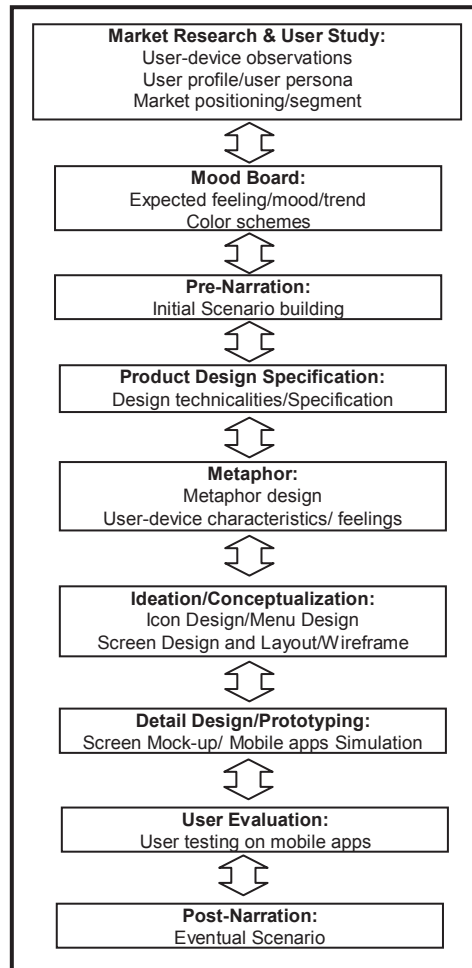 Market Research & User Study:
User-device observations
User profile/user persona
Market positioning/segment
Mood Board:
Expected feeling/mood/trend
Color schemes
Pre-Narration:
Initial Scenario building
Product Design Specification:
Design technicalities/Specification
Metaphor:
Metaphor design
User-device characteristics/ feelings
Ideation/Conceptualization:
Icon Design/Menu Design
Screen Design and Layout/Wireframe
Detail Design/Prototyping:
Screen Mock-up/ Mobile apps Simulation
User Evaluation:
User testing on mobile apps
Post-Narration:
Eventual Scenario